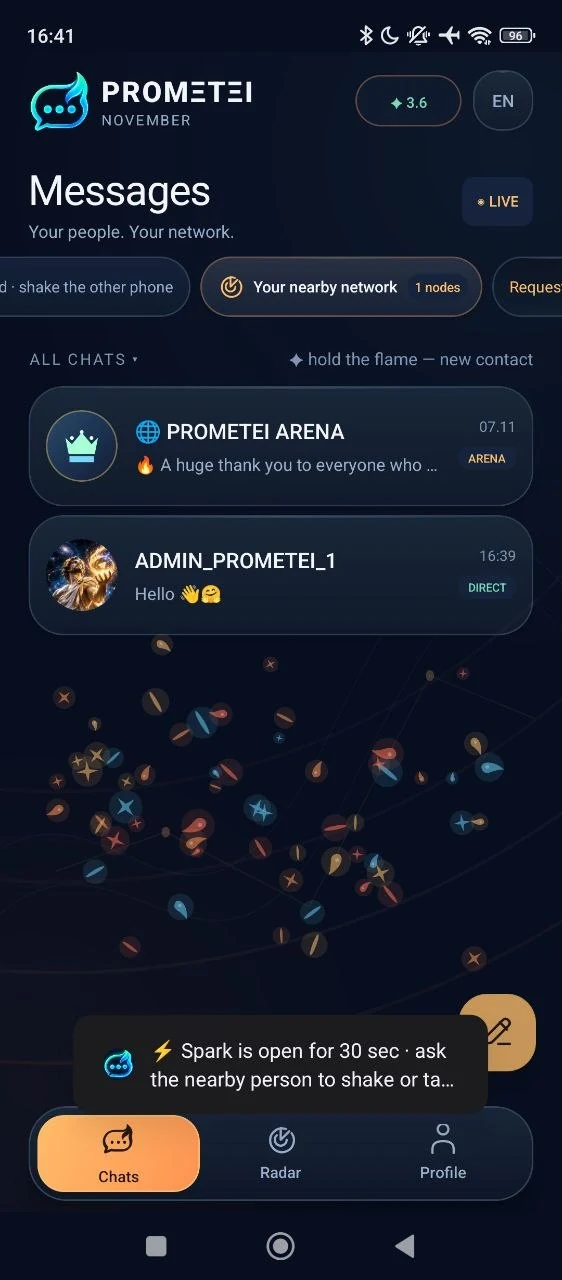 16:41
96
PROMETEI
NOVEMBER
✦ 3.6
EN
Messages
LIVE
Your people. Your network.
d · shake the other phone
Your nearby network
1 nodes
Request
ALL CHATS ▾
✦ hold the flame — new contact
🌐 PROMETEI ARENA
07.11
🔥 A huge thank you to everyone who ...
ARENA
ADMIN_PROMETEI_1
16:39
Hello 👋🤗
DIRECT
⚡ Spark is open for 30 sec · ask
the nearby person to shake or ta...
Chats
Radar
Profile